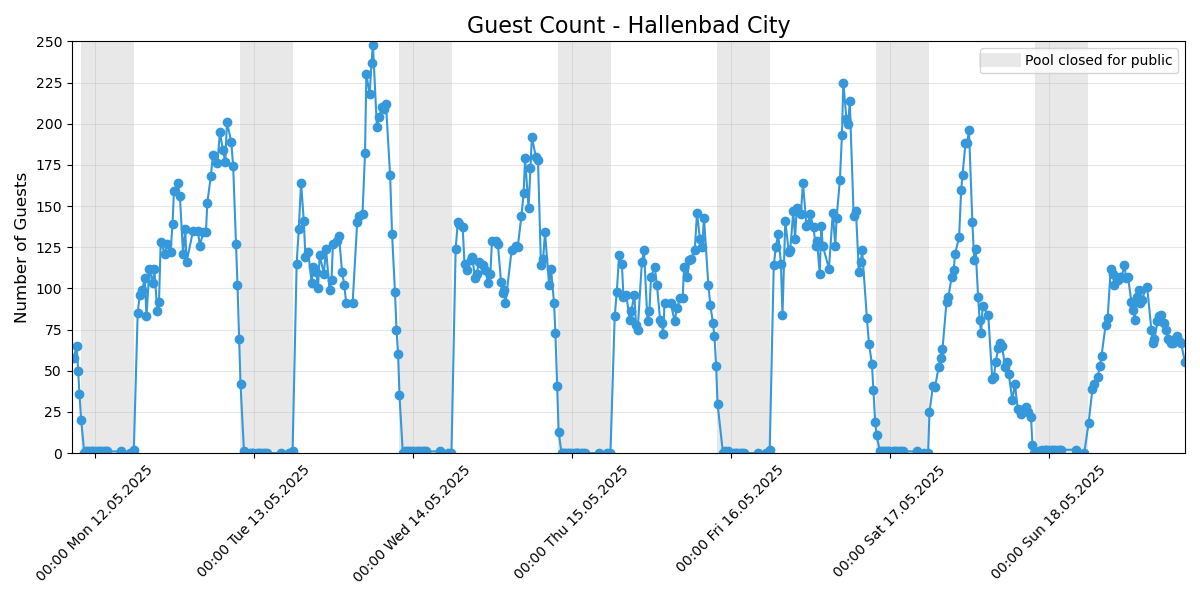 Guest Count - Hallenbad City
Pool closed for public
Number of Guests
250
225
200
175
150
125
100
75
50
25
0
00:00 Mon 12.05.2025
00:00 Tue 13.05.2025
00:00 Wed 14.05.2025
00:00 Thu 15.05.2025
00:00 Fri 16.05.2025
00:00 Sat 17.05.2025
00:00 Sun 18.05.2025